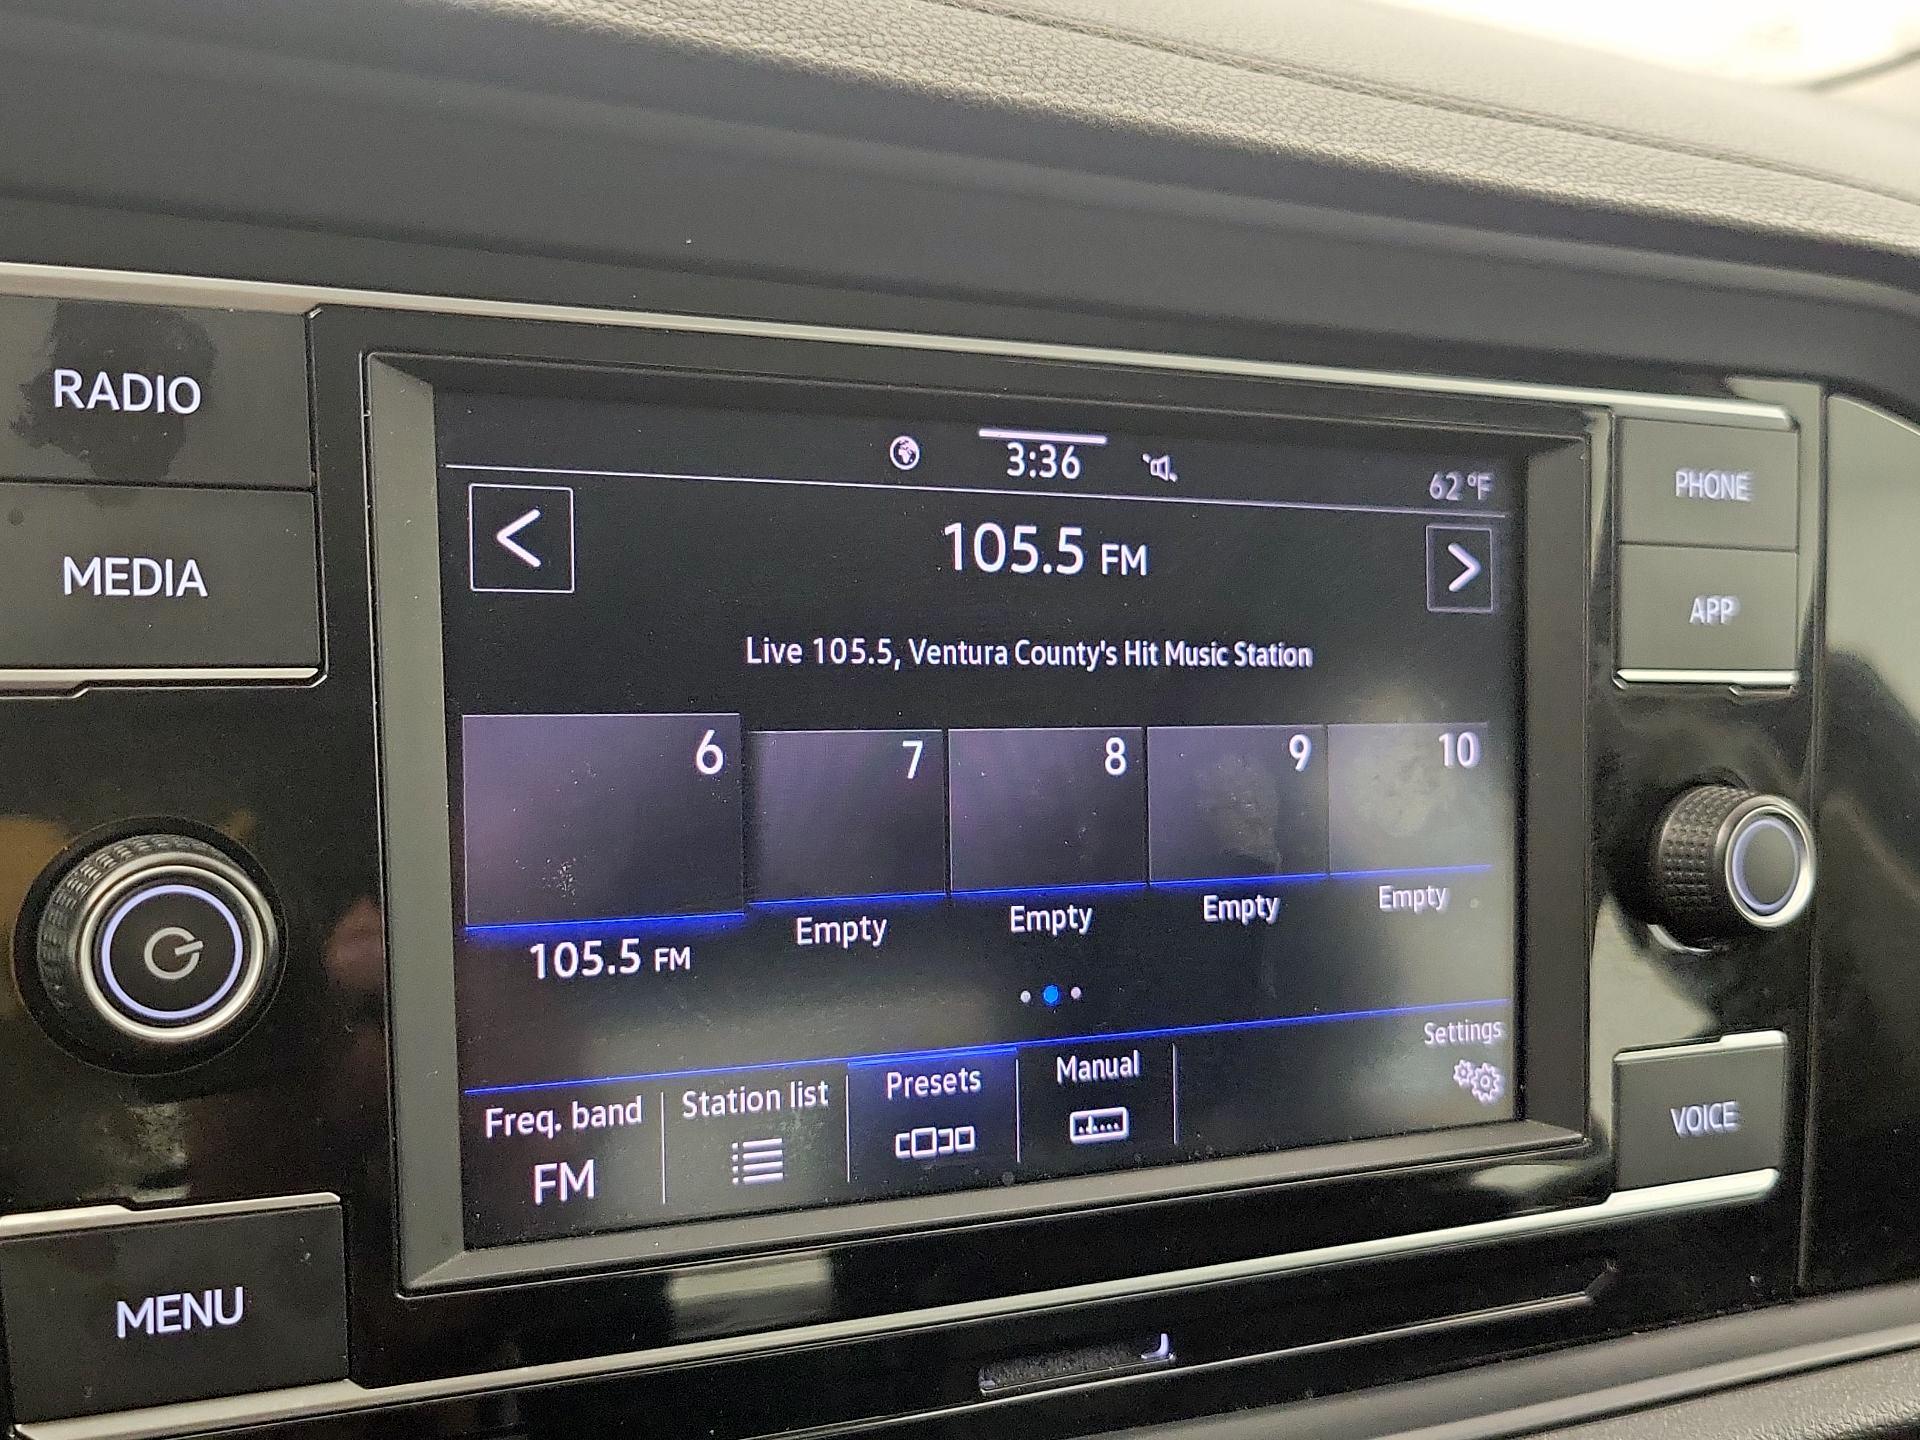 RADIO
MEDIA
MENU
3:36
62 °F
105.5 FM
Live 105.5, Ventura County's Hit Music Station
6
7
8
9
10
105.5 FM
Empty
Empty
Empty
Empty
Freq. band
FM
Station list
Presets
Manual
Settings
PHONE
APP
VOICE